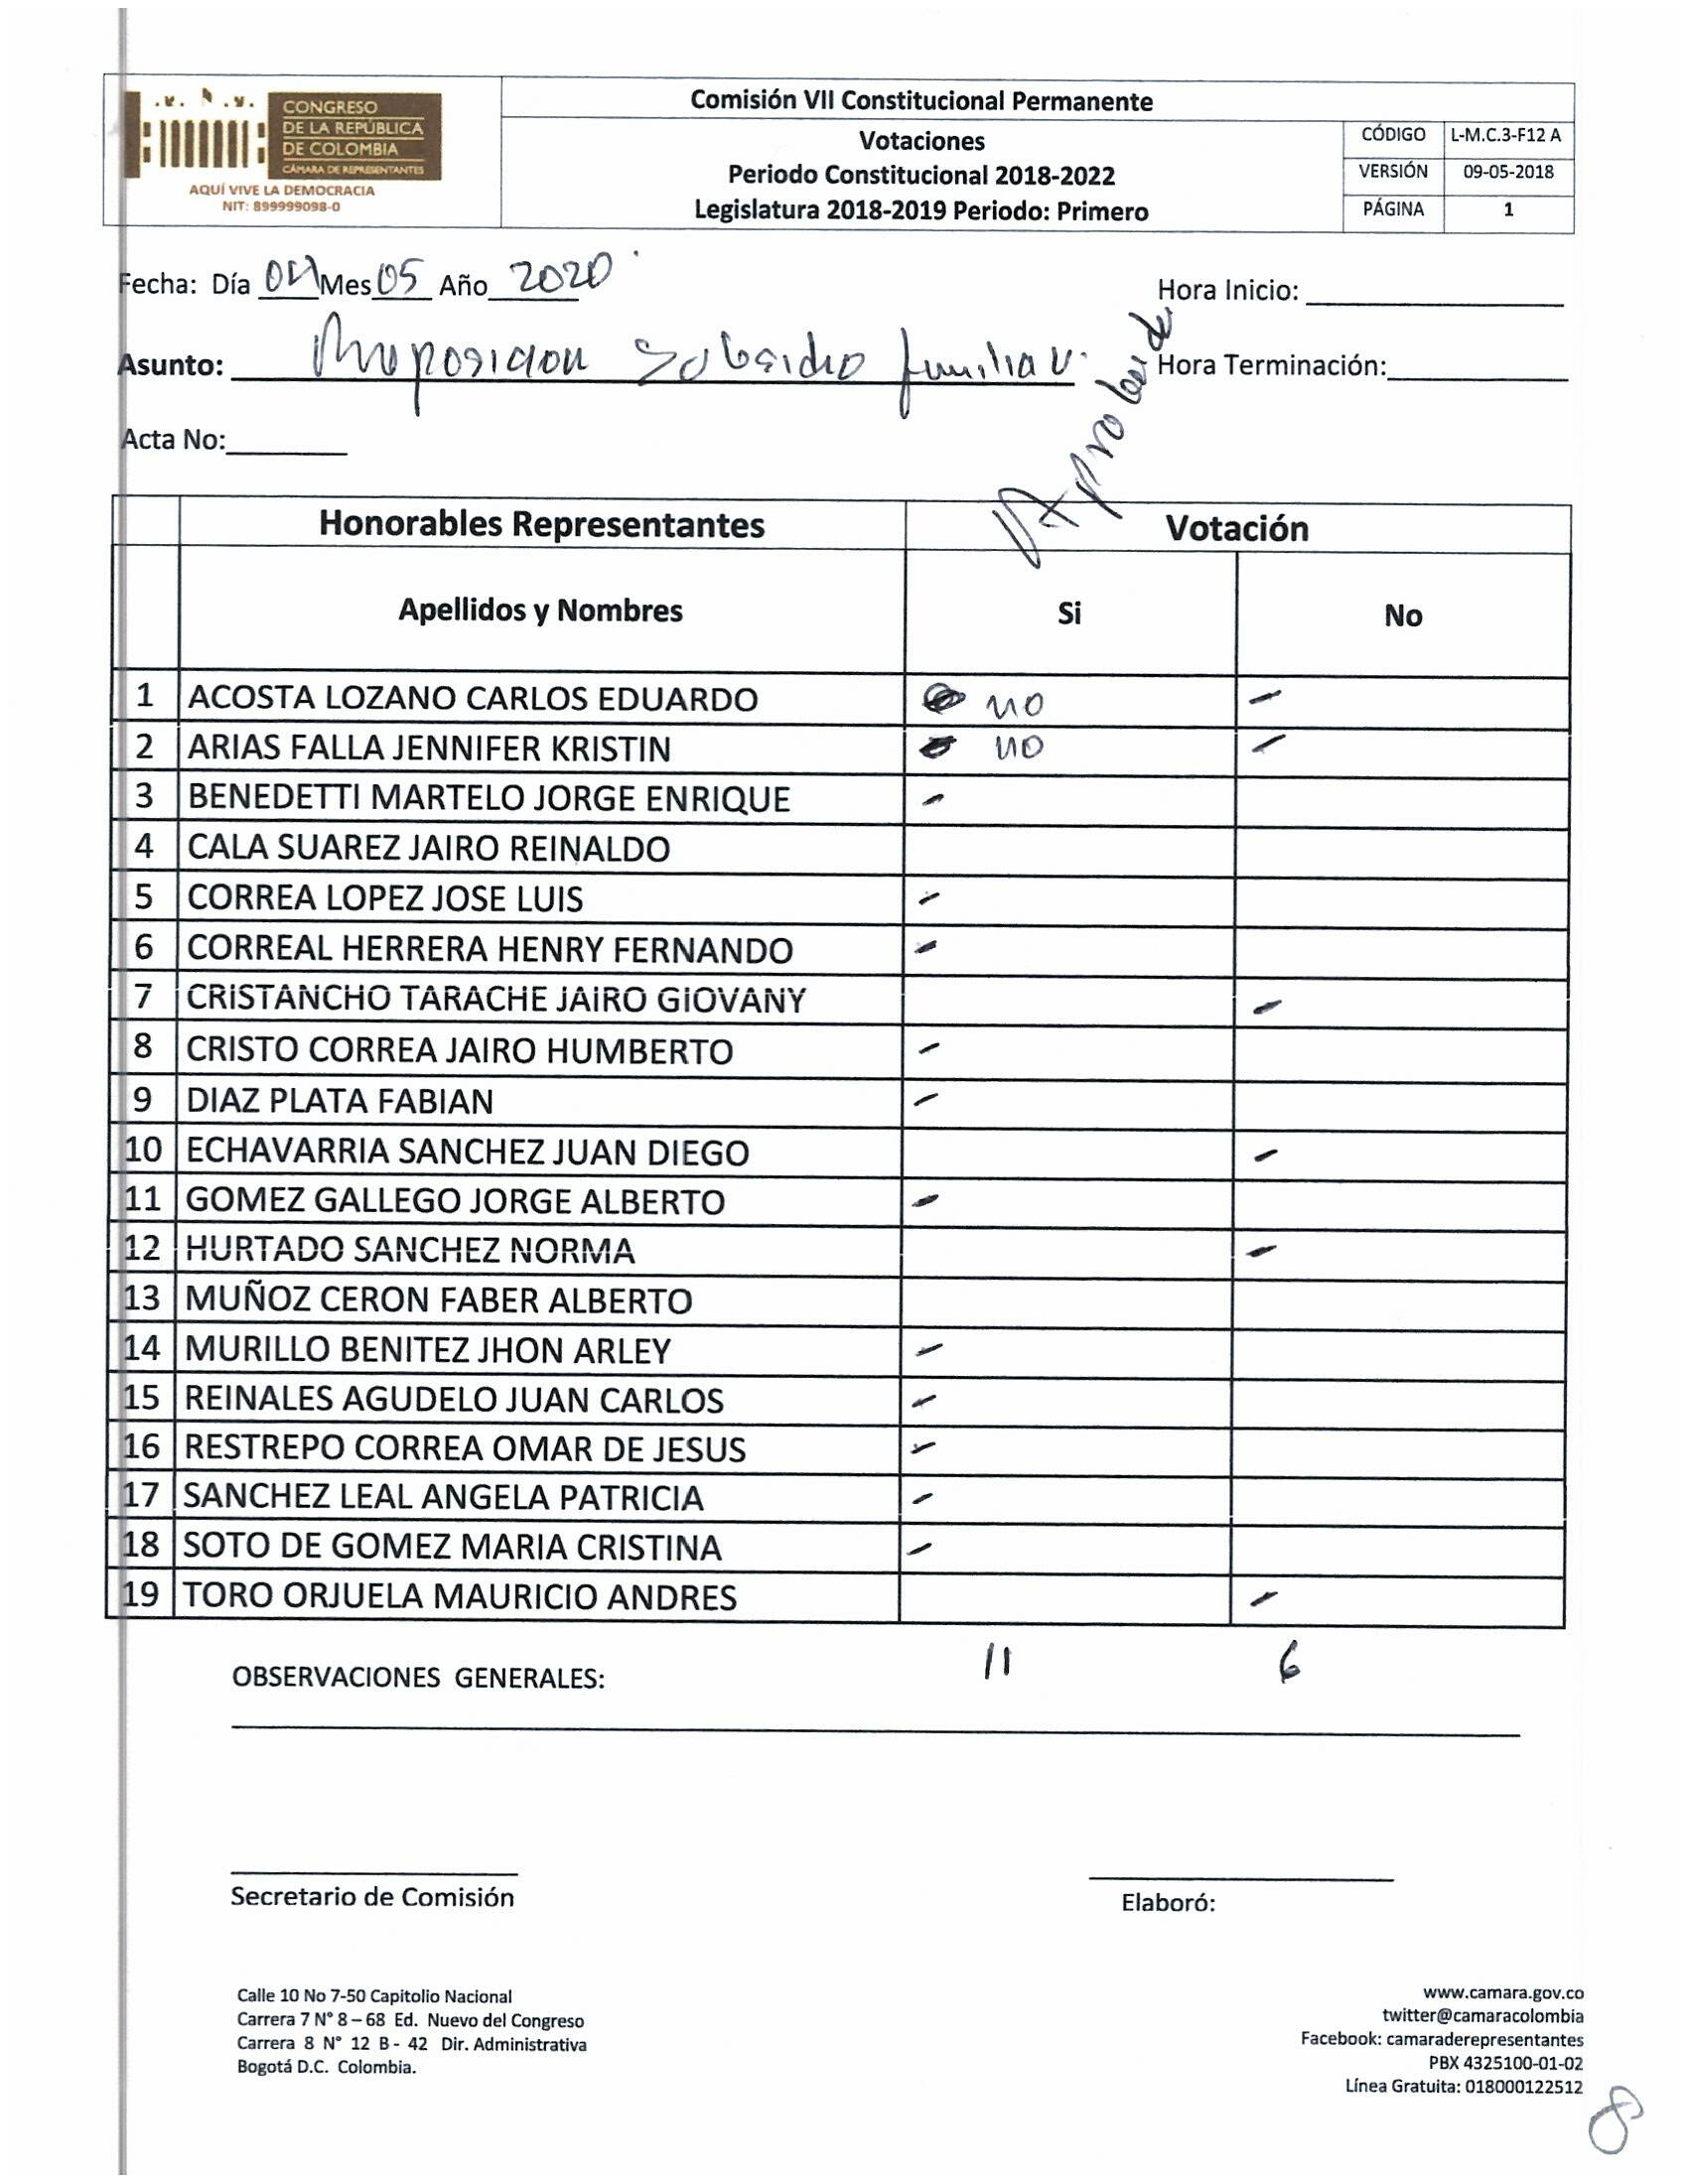 CONGRESO
DE LA REPÚBLICA
DE COLOMBIA
CÁMARA DE REPRESENTANTES
AQUÍ VIVE LA DEMOCRACIA
NIT: 899999098-0
Comisión VII Constitucional Permanente
Votaciones
Periodo Constitucional 2018-2022
Legislatura 2018-2019 Periodo: Primero
CÓDIGO L-M.C.3-F12 A
VERSIÓN 09-05-2018
PÁGINA 1
Fecha: Día 04 Mes 05 Año 2020
Hora Inicio:
Asunto: Proposicion Subsidio familiar.
Hora Terminación:
Aprobada
Acta No:
Honorables Representantes Votación
Apellidos y Nombres Si No
1 ACOSTA LOZANO CARLOS EDUARDO NO -
2 ARIAS FALLA JENNIFER KRISTIN NO -
3 BENEDETTI MARTELO JORGE ENRIQUE -
4 CALA SUAREZ JAIRO REINALDO
5 CORREA LOPEZ JOSE LUIS -
6 CORREAL HERRERA HENRY FERNANDO -
7 CRISTANCHO TARACHE JAIRO GIOVANY -
8 CRISTO CORREA JAIRO HUMBERTO -
9 DIAZ PLATA FABIAN -
10 ECHAVARRIA SANCHEZ JUAN DIEGO -
11 GOMEZ GALLEGO JORGE ALBERTO -
12 HURTADO SANCHEZ NORMA -
13 MUÑOZ CERON FABER ALBERTO
14 MURILLO BENITEZ JHON ARLEY -
15 REINALES AGUDELO JUAN CARLOS -
16 RESTREPO CORREA OMAR DE JESUS -
17 SANCHEZ LEAL ANGELA PATRICIA -
18 SOTO DE GOMEZ MARIA CRISTINA -
19 TORO ORJUELA MAURICIO ANDRES -
11 6
OBSERVACIONES GENERALES:
Secretario de Comisión
Elaboró:
Calle 10 No 7-50 Capitolio Nacional
Carrera 7 N° 8 – 68 Ed. Nuevo del Congreso
Carrera 8 N° 12 B - 42 Dir. Administrativa
Bogotá D.C. Colombia.
www.camara.gov.co
twitter@camaracolombia
Facebook: camaraderepresentantes
PBX 4325100-01-02
Línea Gratuita: 018000122512
8